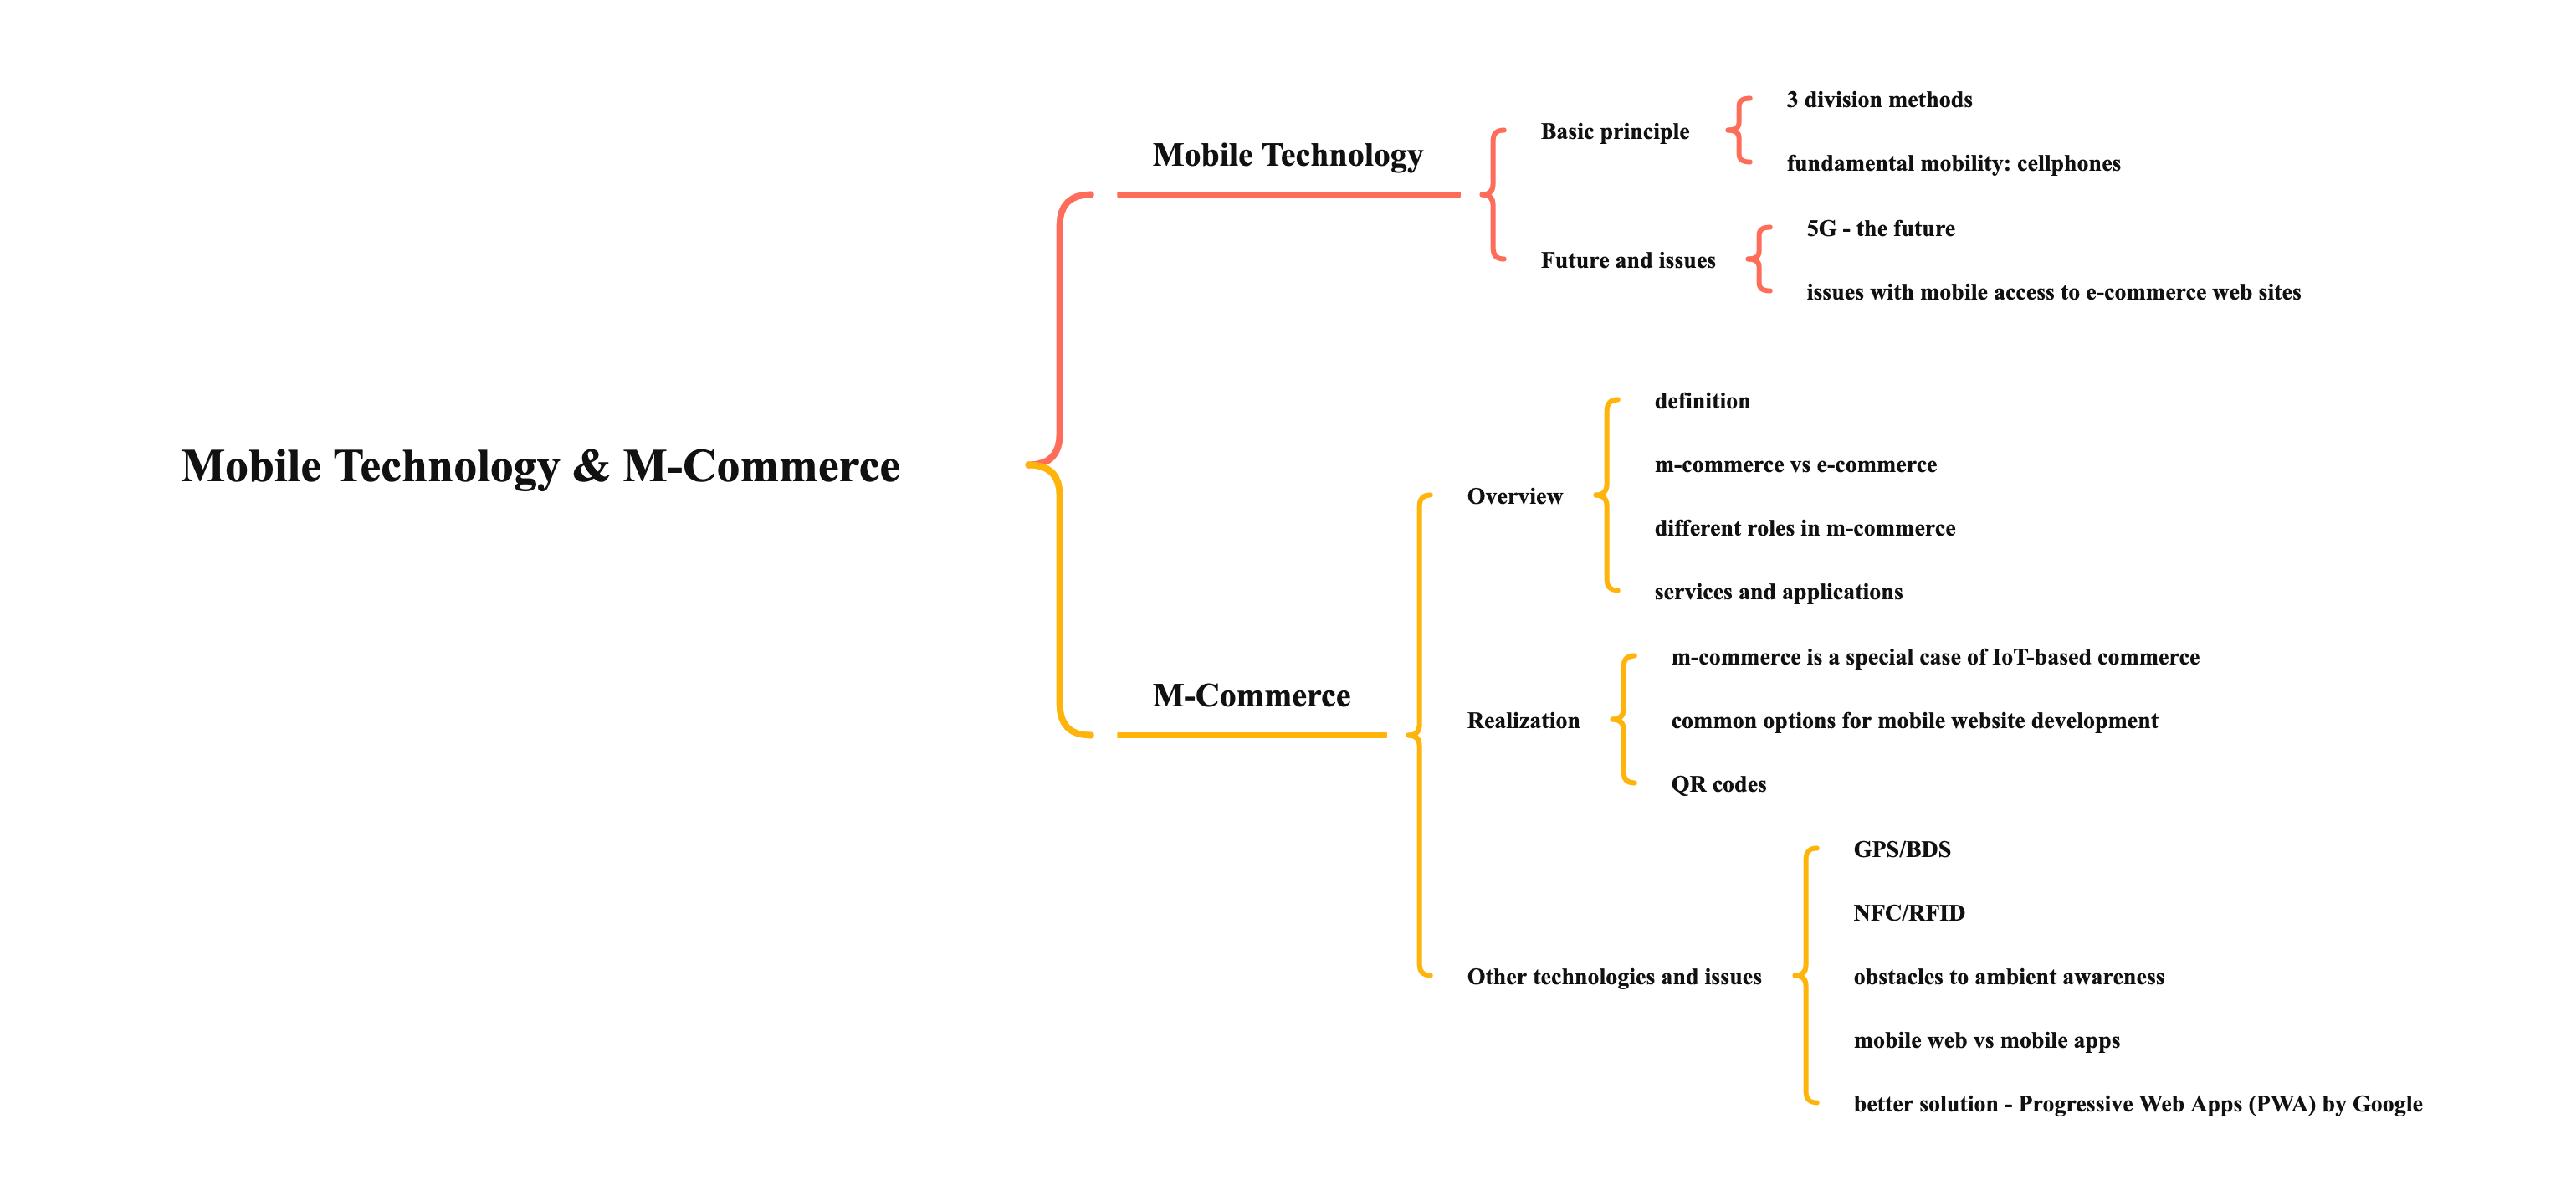 Mobile Technology & M-Commerce
Mobile Technology
Basic principle
3 division methods
fundamental mobility: cellphones
Future and issues
5G - the future
issues with mobile access to e-commerce web sites
M-Commerce
Overview
definition
m-commerce vs e-commerce
different roles in m-commerce
services and applications
Realization
m-commerce is a special case of IoT-based commerce
common options for mobile website development
QR codes
Other technologies and issues
GPS/BDS
NFC/RFID
obstacles to ambient awareness
mobile web vs mobile apps
better solution - Progressive Web Apps (PWA) by Google